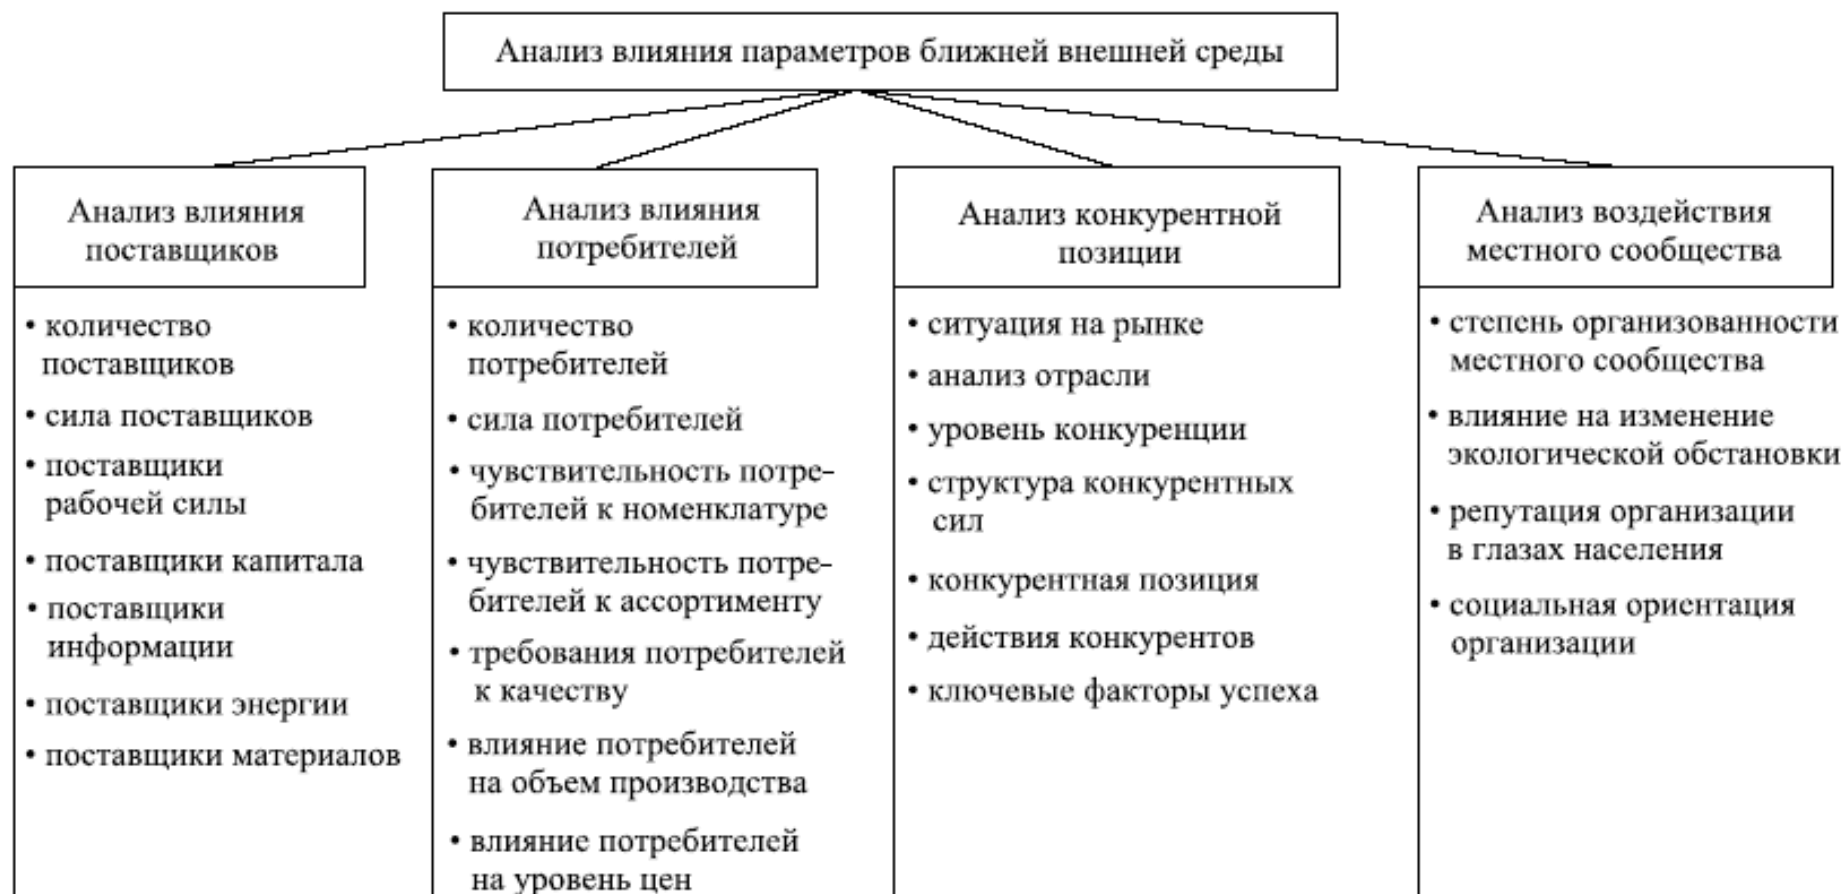 Анализ влияния параметров ближней внешней среды
Анализ влияния
поставщиков
• количество
поставщиков
• сила поставщиков
• поставщики
рабочей силы
• поставщики капитала
• поставщики
информации
• поставщики энергии
• поставщики материалов
Анализ влияния
потребителей
• количество
потребителей
• сила потребителей
• чувствительность потре-
бителей к номенклатуре
• чувствительность потре-
бителей к ассортименту
• требования потребителей
к качеству
• влияние потребителей
на объем производства
• влияние потребителей
на уровень цен
Анализ конкурентной
позиции
• ситуация на рынке
• анализ отрасли
• уровень конкуренции
• структура конкурентных
сил
• конкурентная позиция
• действия конкурентов
• ключевые факторы успеха
Анализ воздействия
местного сообщества
• степень организованности
местного сообщества
• влияние на изменение
экологической обстановки
• репутация организации
в глазах населения
• социальная ориентация
организации